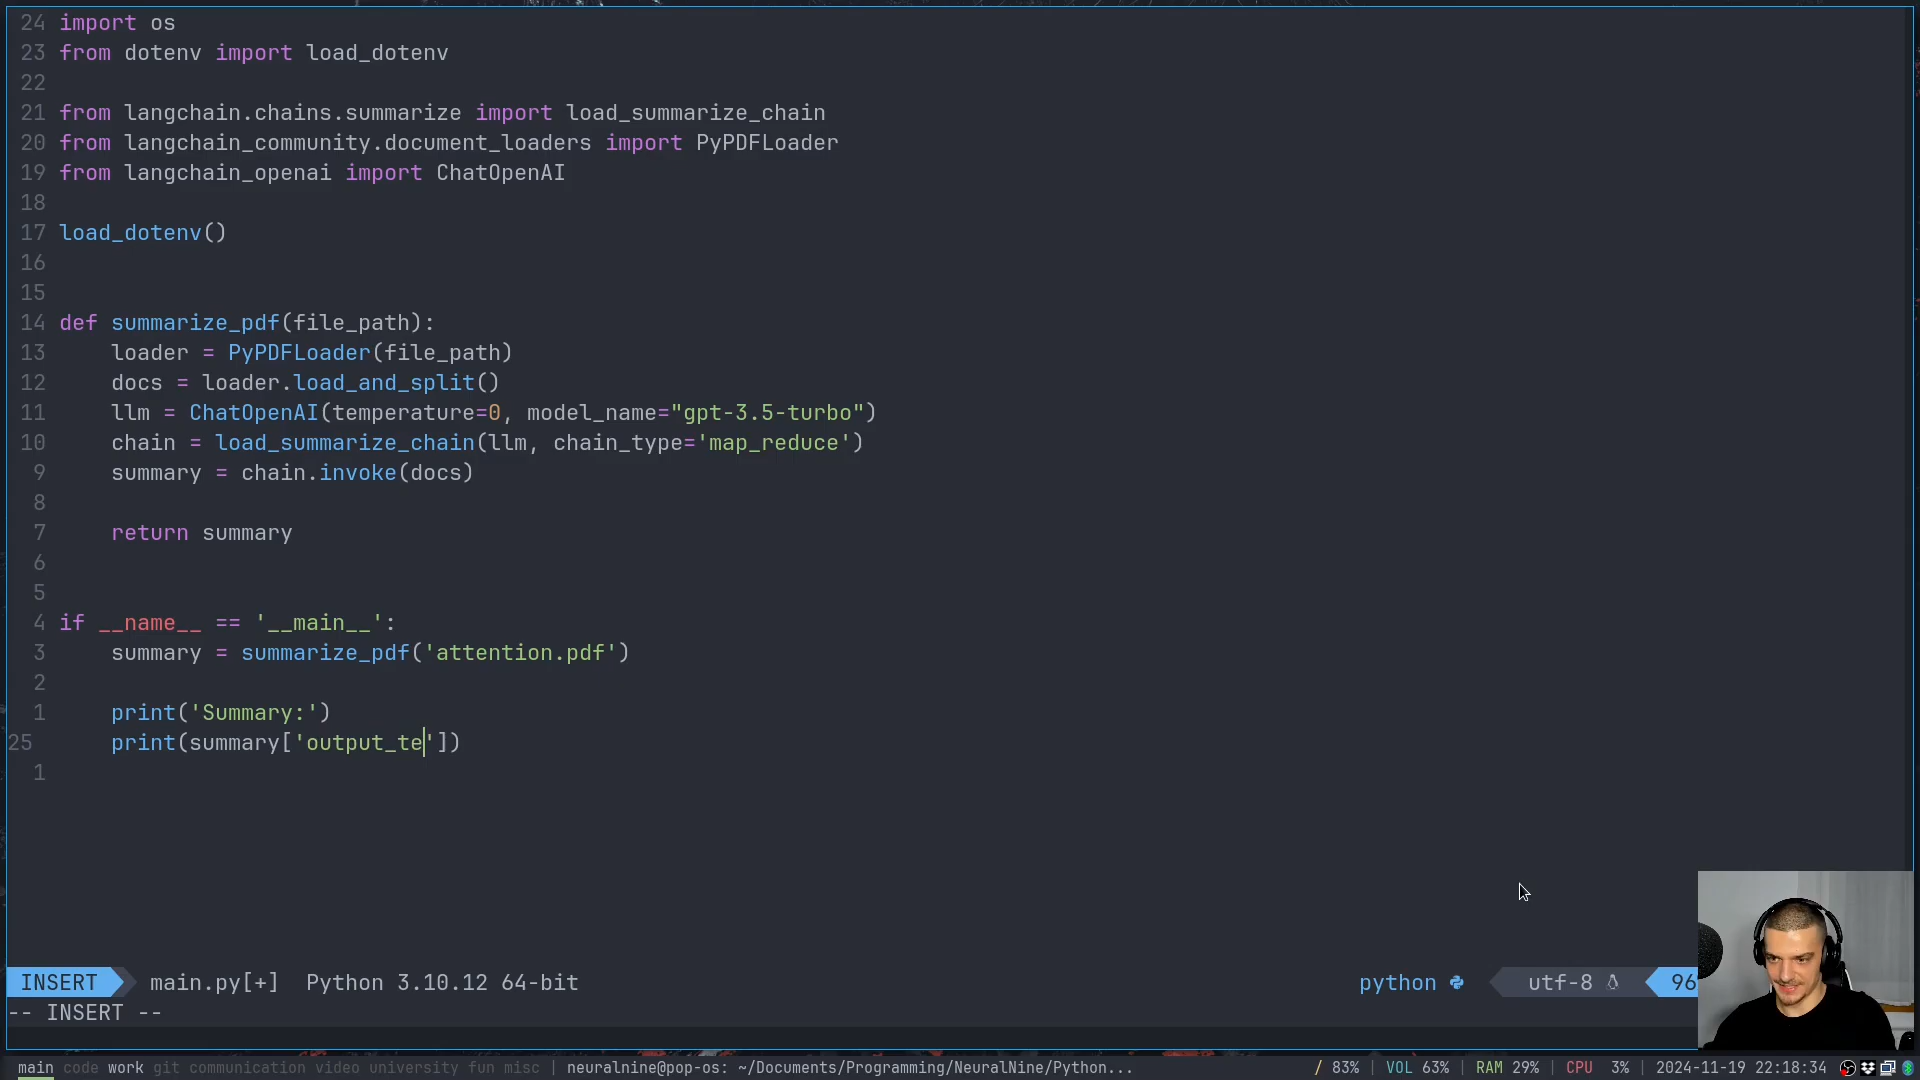 24 import os
23 from dotenv import load_dotenv
22
21 from langchain.chains.summarize import load_summarize_chain
20 from langchain_community.document_loaders import PyPDFLoader
19 from langchain_openai import ChatOpenAI
18
17 load_dotenv()
16
15
14 def summarize_pdf(file_path):
13     loader = PyPDFLoader(file_path)
12     docs = loader.load_and_split()
11     llm = ChatOpenAI(temperature=0, model_name="gpt-3.5-turbo")
10     chain = load_summarize_chain(llm, chain_type='map_reduce')
9     summary = chain.invoke(docs)
8
7     return summary
6
5
4 if __name__ == '__main__':
3     summary = summarize_pdf('attention.pdf')
2
1     print('Summary:')
25     print(summary['output_te'])
1
INSERT main.py[+] Python 3.10.12 64-bit python utf-8 96
-- INSERT --
main code work git communication video university fun misc | neuralnine@pop-os: ~/Documents/Programming/NeuralNine/Python... / 83% | VOL 63% | RAM 29% | CPU 3% | 2024-11-19 22:18:34